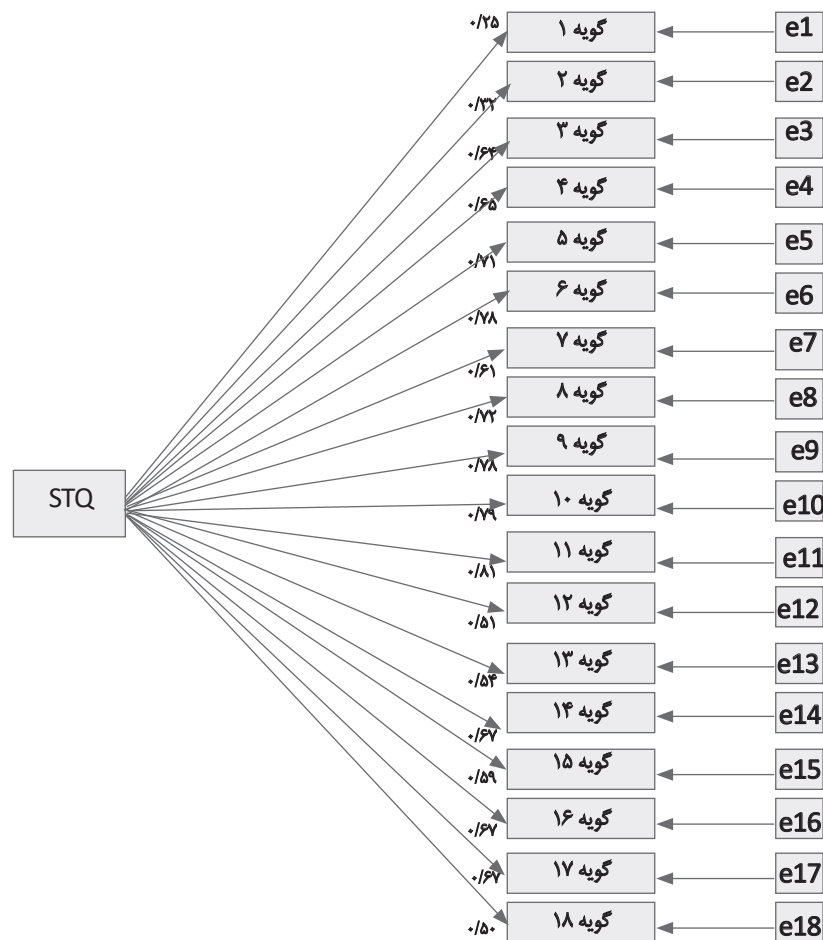 ۰/۲۵ گویه ۱ e1
۰/۳۲ گویه ۲ e2
۰/۶۴ گویه ۳ e3
۰/۶۵ گویه ۴ e4
۰/۷۱ گویه ۵ e5
۰/۷۸ گویه ۶ e6
۰/۶۱ گویه ۷ e7
۰/۷۲ گویه ۸ e8
۰/۷۸ گویه ۹ e9
STQ
۰/۷۹ گویه ۱۰ e10
۰/۸۱ گویه ۱۱ e11
۰/۵۱ گویه ۱۲ e12
۰/۵۴ گویه ۱۳ e13
۰/۶۷ گویه ۱۴ e14
۰/۵۹ گویه ۱۵ e15
۰/۶۷ گویه ۱۶ e16
۰/۶۷ گویه ۱۷ e17
۰/۵۰ گویه ۱۸ e18